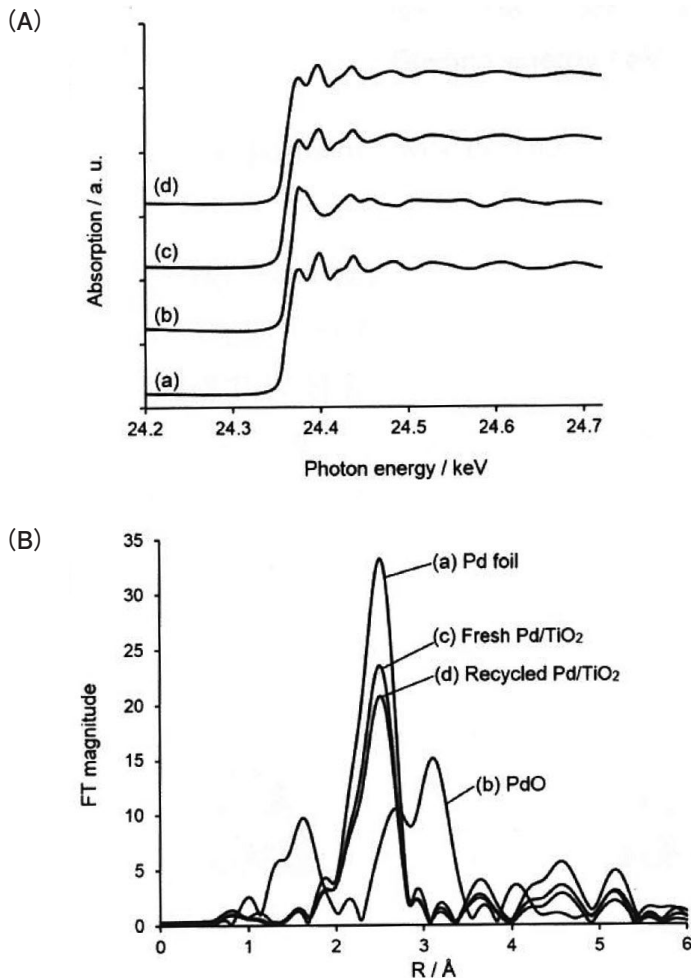 (A)
Absorption / a. u.
(d)
(c)
(b)
(a)
24.2 24.3 24.4 24.5 24.6 24.7
Photon energy / keV
(B)
FT magnitude
35
30
25
20
15
10
5
0
(a) Pd foil
(c) Fresh Pd/TiO₂
(d) Recycled Pd/TiO₂
(b) PdO
0 1 2 3 4 5 6
R / Å